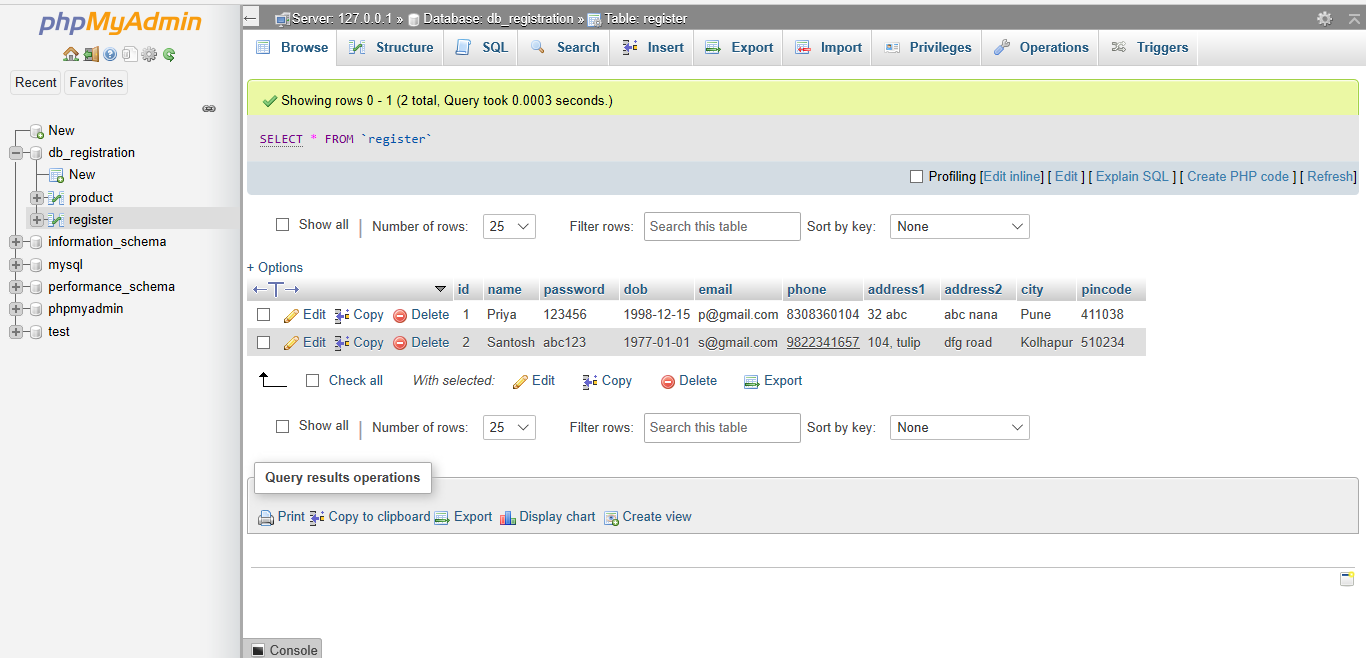 phpMyAdmin
Recent Favorites
New
db_registration
New
product
register
information_schema
mysql
performance_schema
phpmyadmin
test
Server: 127.0.0.1 » Database: db_registration » Table: register
Browse Structure SQL Search Insert Export Import Privileges Operations Triggers
Showing rows 0 - 1 (2 total, Query took 0.0003 seconds.)
SELECT * FROM `register`
Profiling [Edit inline] [ Edit ] [ Explain SQL ] [ Create PHP code ] [ Refresh]
Show all | Number of rows: 25 Filter rows: Search this table Sort by key: None
+ Options
←T→ id name password dob email phone address1 address2 city pincode
Edit Copy Delete 1 Priya 123456 1998-12-15 p@gmail.com 8308360104 32 abc abc nana Pune 411038
Edit Copy Delete 2 Santosh abc123 1977-01-01 s@gmail.com 9822341657 104, tulip dfg road Kolhapur 510234
Check all With selected: Edit Copy Delete Export
Show all | Number of rows: 25 Filter rows: Search this table Sort by key: None
Query results operations
Print Copy to clipboard Export Display chart Create view
Console